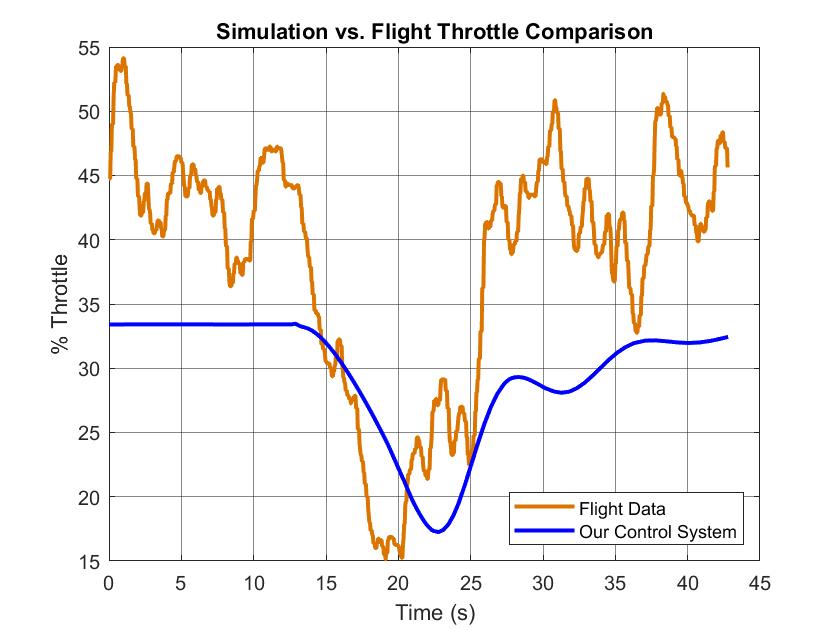 Simulation vs. Flight Throttle Comparison
55
50
45
40
35
30
25
20
15
% Throttle
0 5 10 15 20 25 30 35 40 45
Time (s)
Flight Data
Our Control System